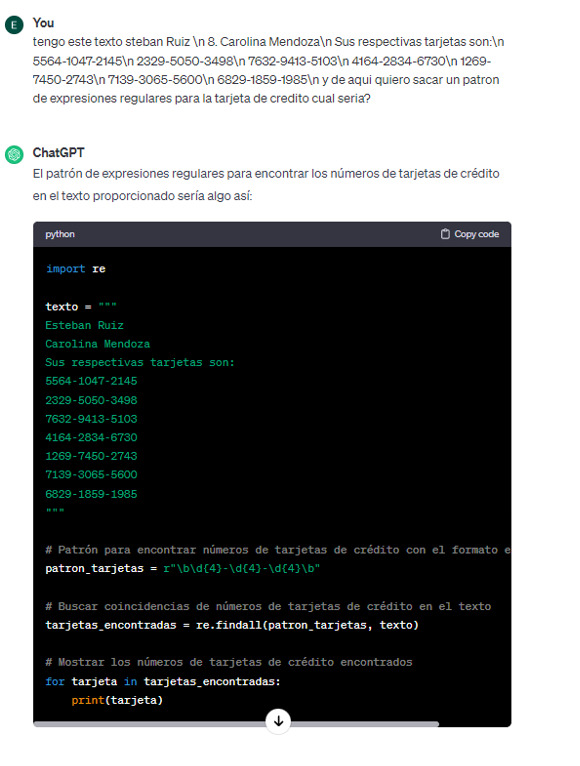 E
You
tengo este texto steban Ruiz \n 8. Carolina Mendoza\n Sus respectivas tarjetas son:\n
5564-1047-2145\n 2329-5050-3498\n 7632-9413-5103\n 4164-2834-6730\n 1269-
7450-2743\n 7139-3065-5600\n 6829-1859-1985\n y de aqui quiero sacar un patron
de expresiones regulares para la tarjeta de credito cual seria?
ChatGPT
El patrón de expresiones regulares para encontrar los números de tarjetas de crédito
en el texto proporcionado sería algo así:
python
Copy code
import re
texto = """
Esteban Ruiz
Carolina Mendoza
Sus respectivas tarjetas son:
5564-1047-2145
2329-5050-3498
7632-9413-5103
4164-2834-6730
1269-7450-2743
7139-3065-5600
6829-1859-1985
"""
# Patrón para encontrar números de tarjetas de crédito con el formato e
patron_tarjetas = r"\b\d{4}-\d{4}-\d{4}\b"
# Buscar coincidencias de números de tarjetas de crédito en el texto
tarjetas_encontradas = re.findall(patron_tarjetas, texto)
# Mostrar los números de tarjetas de crédito encontrados
for tarjeta in tarjetas_encontradas:
    print(tarjeta)